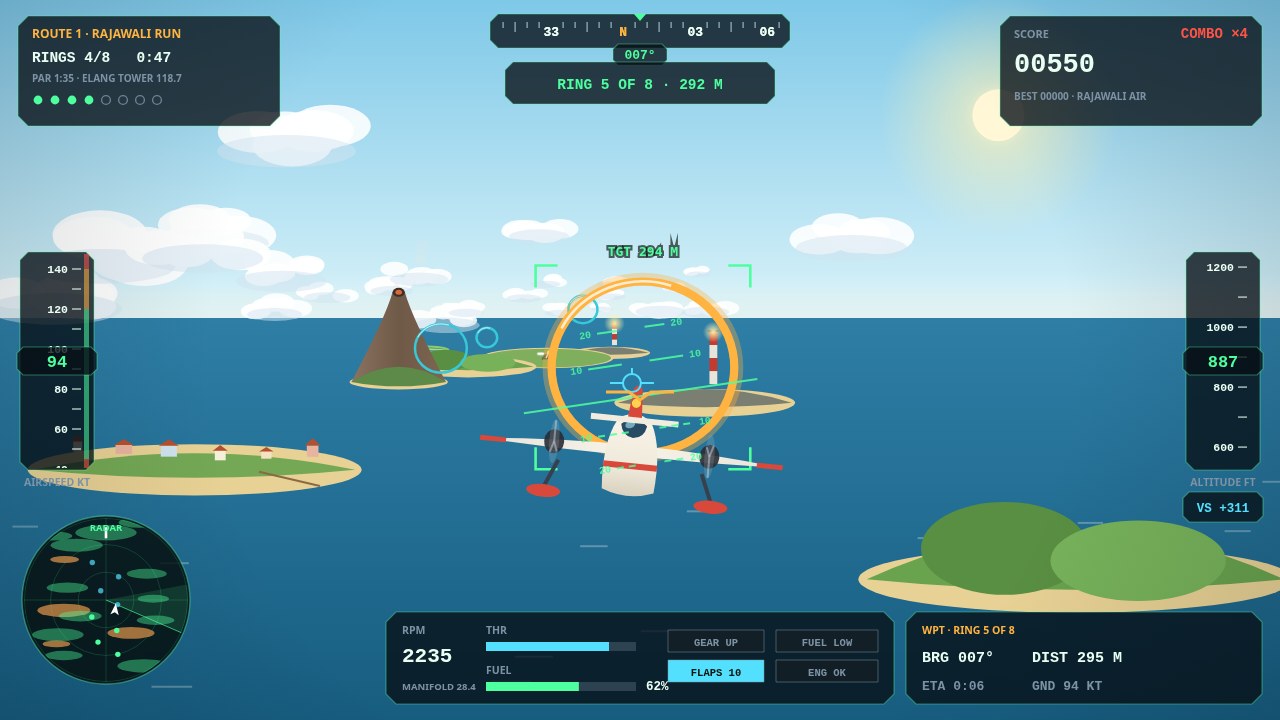 ROUTE 1 · RAJAWALI RUN
RINGS 4/8 0:47
PAR 1:35 · ELANG TOWER 118.7
33 N 03 06
007°
RING 5 OF 8 · 292 M
SCORE COMBO ×4
00550
BEST 00000 · RAJAWALI AIR
TGT 294 M
20 20
10 10
10
20
140
120
100
94
80
60
AIRSPEED KT
1200
1000
887
800
600
ALTITUDE FT
VS +311
RADAR
RPM
2235
MANIFOLD 28.4
THR
FUEL
62%
GEAR UP
FUEL LOW
FLAPS 10
ENG OK
WPT · RING 5 OF 8
BRG 007° DIST 295 M
ETA 0:06 GND 94 KT